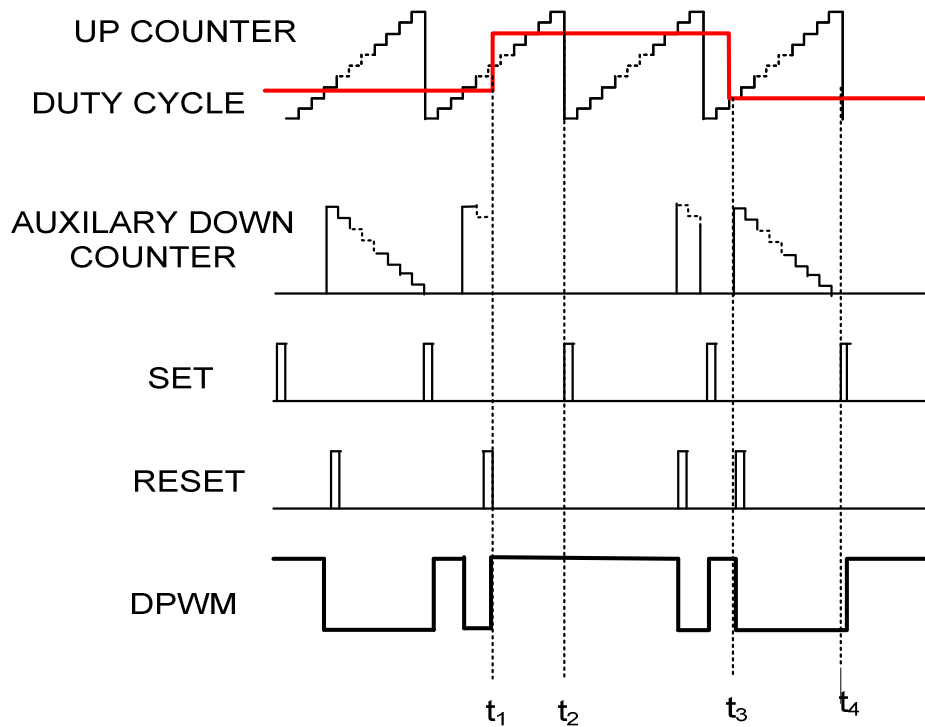 UP COUNTER
DUTY CYCLE
AUXILARY DOWN
COUNTER
SET
RESET
DPWM
t₁ t₂ t₃ t₄